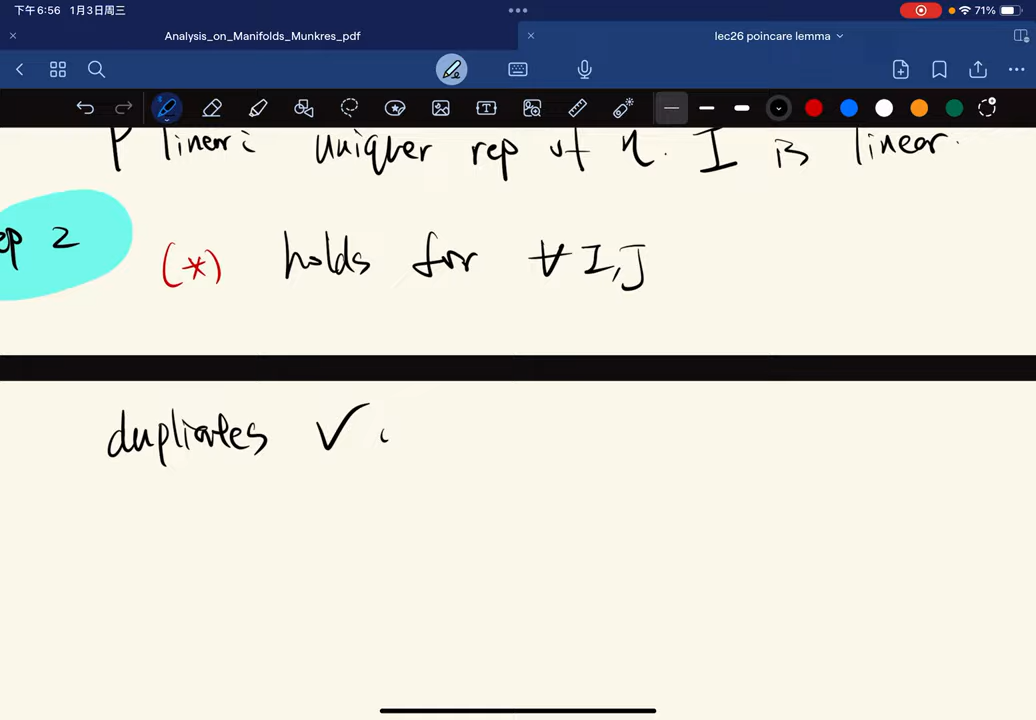 下午6:56 1月3日周三
71%
Analysis_on_Manifolds_Munkres_pdf
lec26 poincare lemma
P linear: uniquer rep of η. I is linear.
ep 2
(*) holds for ∀ I, J
dupliates ✓